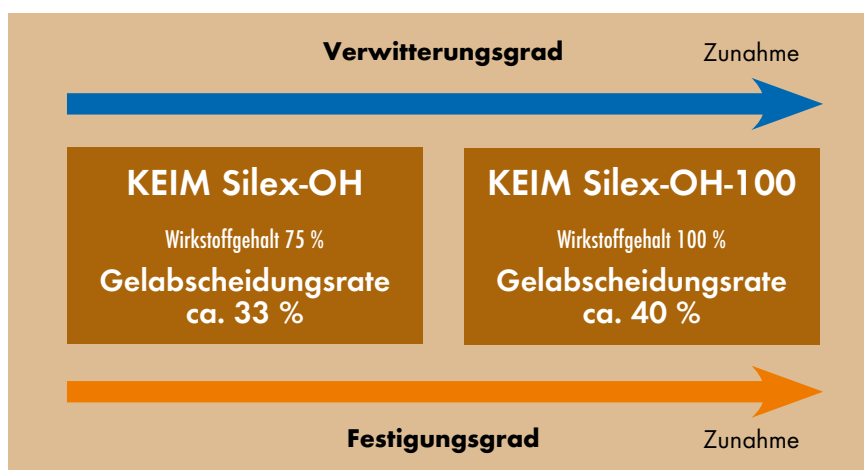 Verwitterungsgrad Zunahme
KEIM Silex-OH
Wirkstoffgehalt 75 %
Gelabscheidungsrate
ca. 33 %
KEIM Silex-OH-100
Wirkstoffgehalt 100 %
Gelabscheidungsrate
ca. 40 %
Festigungsgrad Zunahme